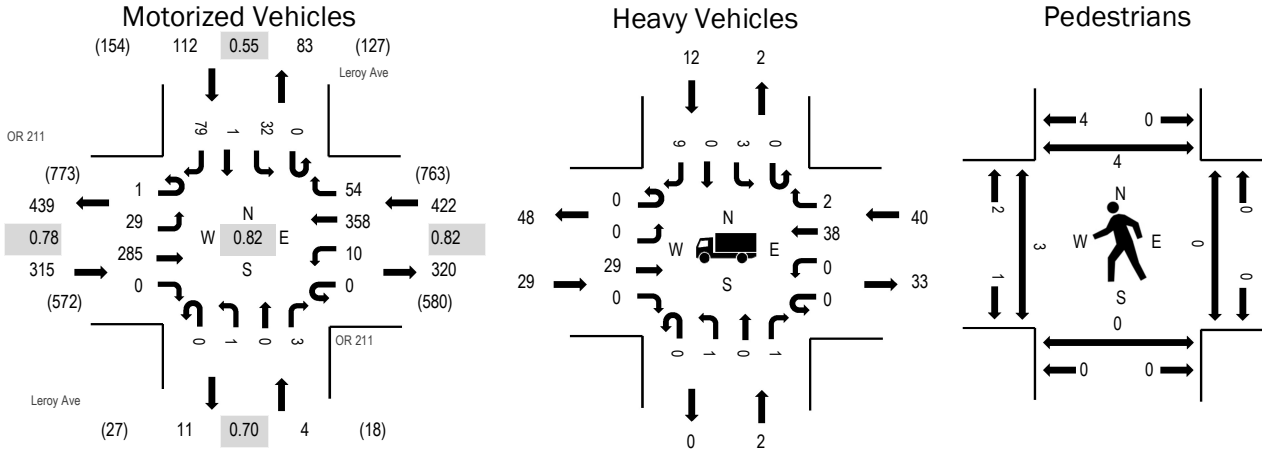 Motorized Vehicles
(154) 112 0.55 83 (127)
Leroy Ave
OR 211
79 1 32 0
(773)
439
0.78
315
(572)
1
29
285
0
N
W 0.82 E
S
54
358
10
0
(763)
422
0.82
320
(580)
0 1 0 3
OR 211
Leroy Ave
(27) 11 0.70 4 (18)
Heavy Vehicles
12 2
9 0 3 0
48
29
0
0
29
0
N
W E
S
2
38
0
0
40
33
0 1 0 1
0 2
Pedestrians
4 0
4
2
1
3
N
W E
S
0
0
0
0
0 0